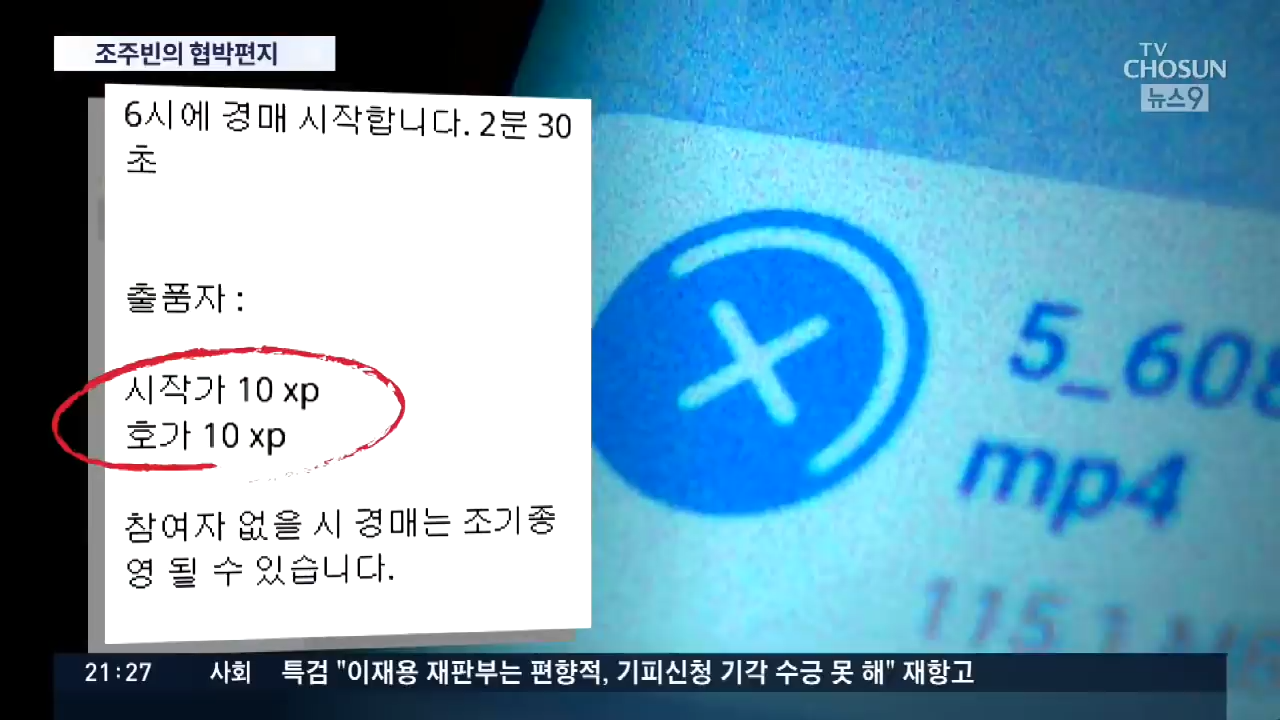 조주빈의 협박편지
TV
CHOSUN
뉴스9
6시에 경매 시작합니다. 2분 30
초
출품자 :
시작가 10 xp
호가 10 xp
참여자 없을 시 경매는 조기종
영 될 수 있습니다.
5_608
mp4
115.1 MB
21:27 사회 특검 "이재용 재판부는 편향적, 기피신청 기각 수긍 못 해" 재항고